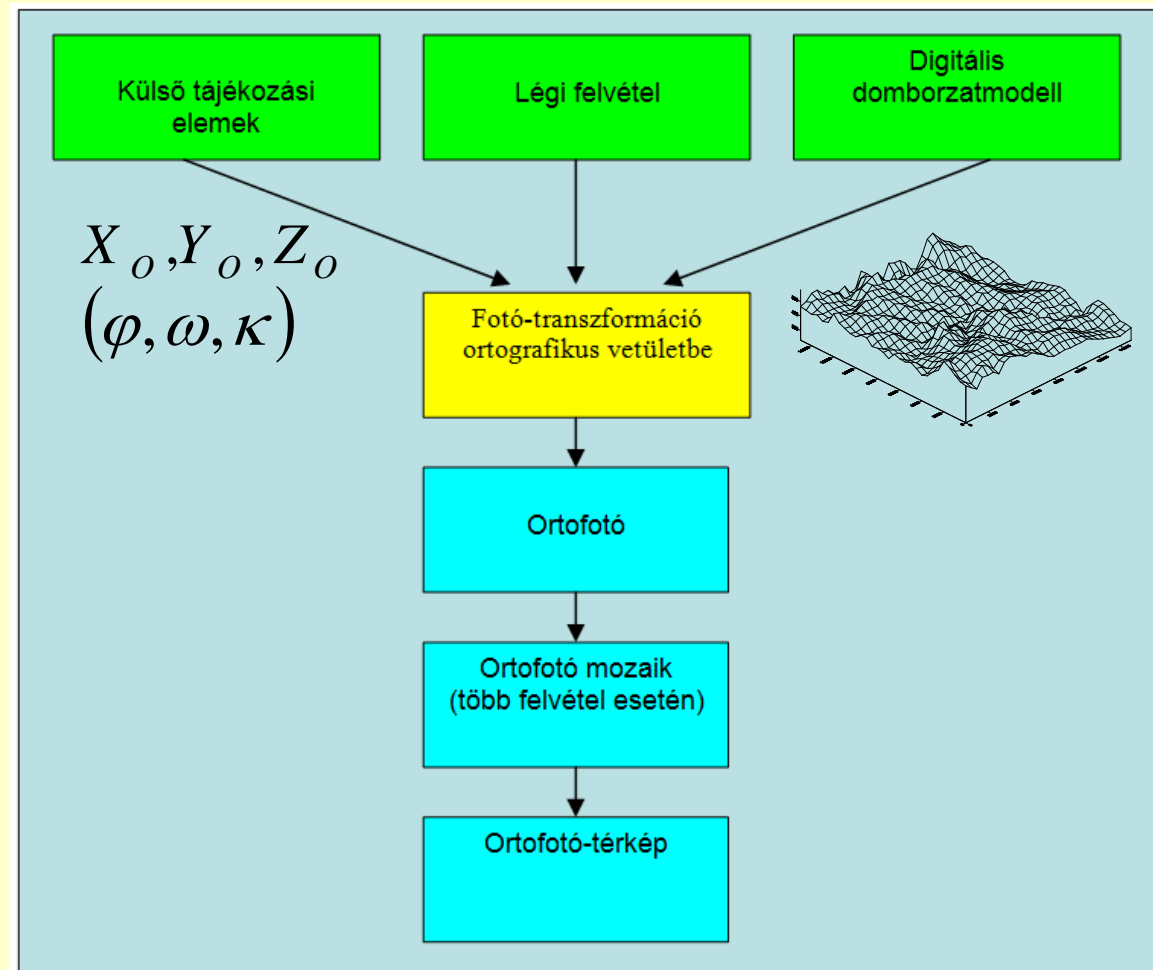 Külső tájékozási
elemek
Légi felvétel
Digitális
domborzatmodell
X_O, Y_O, Z_O
(φ, ω, κ)
Fotó-transzformáció
ortografikus vetületbe
Ortofotó
Ortofotó mozaik
(több felvétel esetén)
Ortofotó-térkép